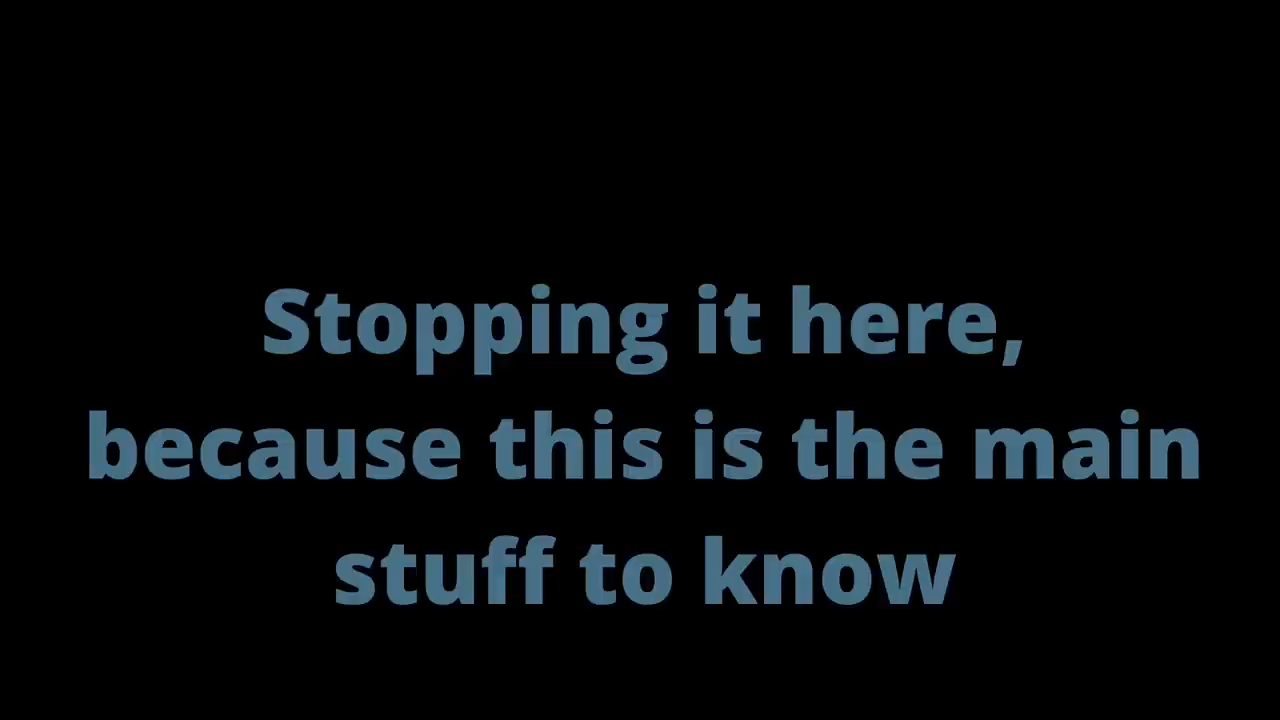 Stopping it here,
because this is the main
stuff to know